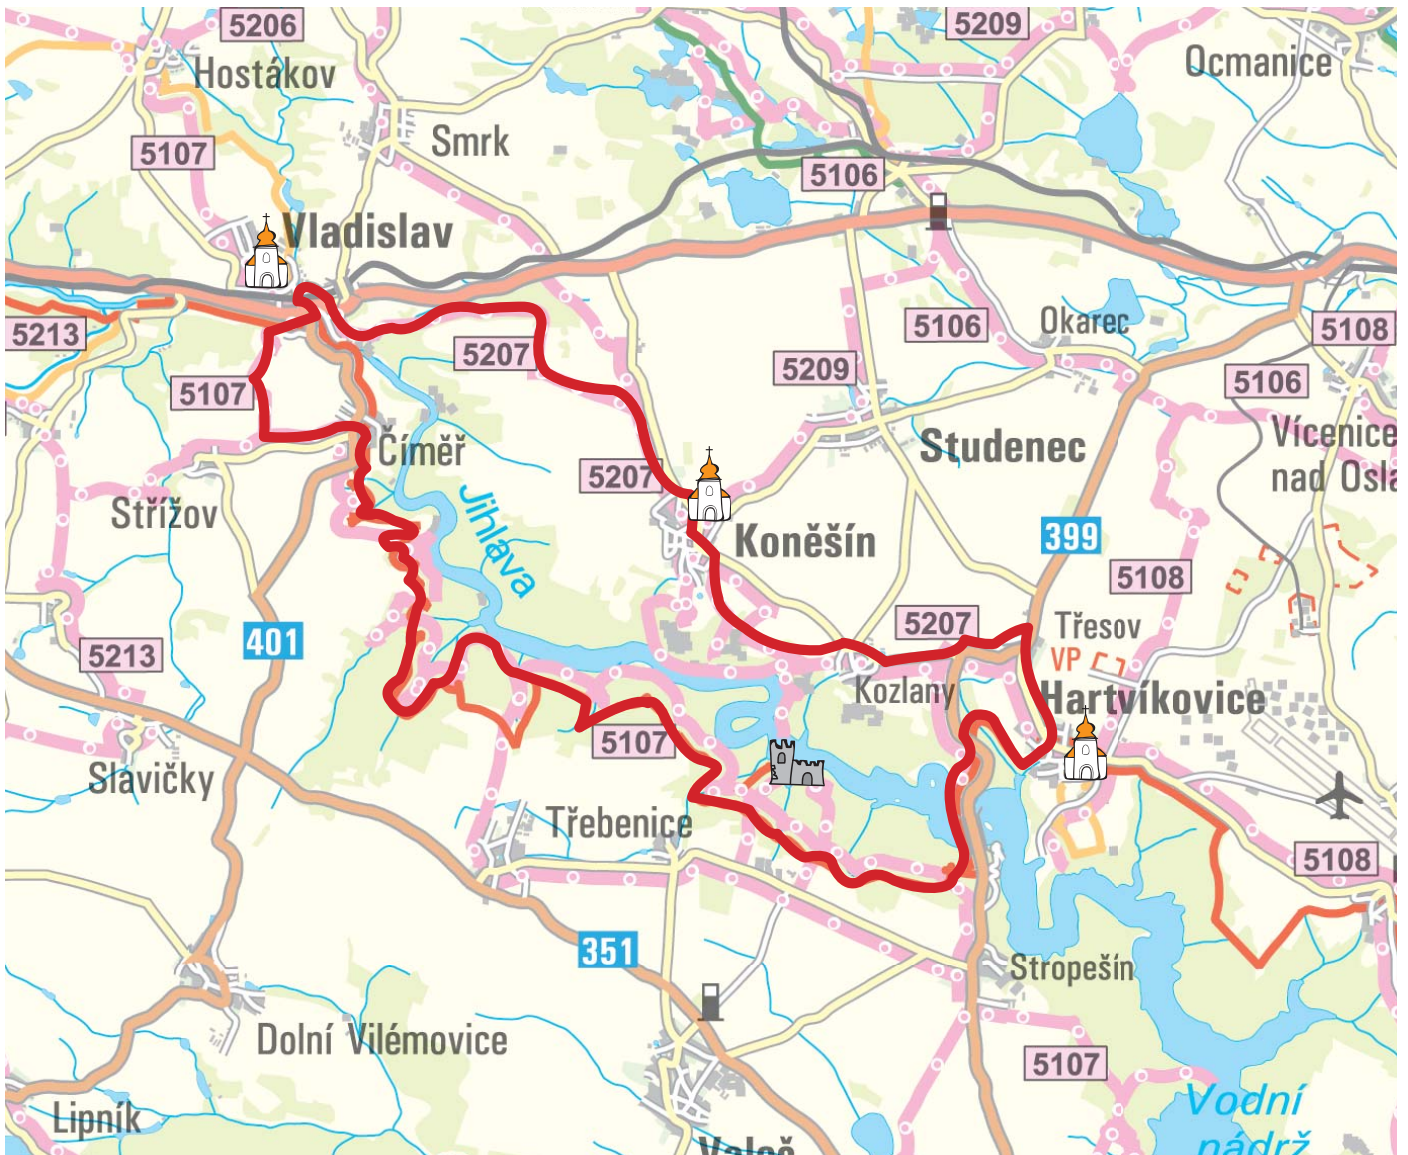 5206
5209
Ocmanice
Hostákov
Smrk
5107
5106
Vladislav
5213
5207
5106
Okarec
5108
5107
5209
5106
Číměř
Studenec
Vícenice
nad Osla
5207
Střížov
Jihlava
Koněšín
399
5108
401
5213
5207
Třesov
VP
Kozlany
Hartvíkovice
5107
Slavičky
Třebenice
5108
351
Stropešín
Dolní Vilémovice
5107
Lipník
Vodní
nádrž
Valeč